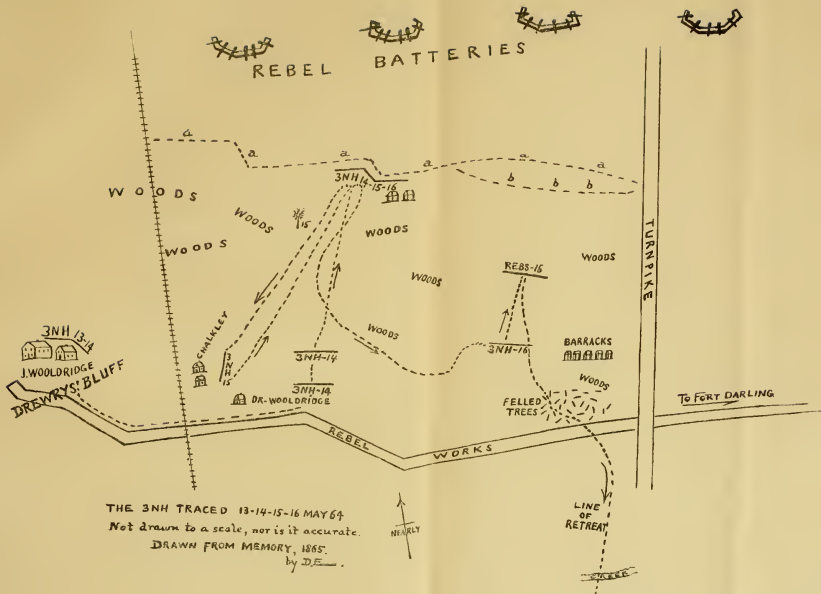 REBEL BATTERIES
a a a a a a
b b b
3NH 14-15-16
WOODS
WOODS
15
WOODS
WOODS
WOODS
WOODS
REBS-15
TURNPIKE
WOODS
3NH 13-14
J. WOOLDRIDGE
DREWRYS' BLUFF
CHALKLEY
3NH 15
3NH-14
3NH-14
DR. WOOLDRIDGE
3NH-16
BARRACKS
WOODS
FELLED
TREES
TO FORT DARLING
REBEL WORKS
THE 3NH TRACED 13-14-15-16 MAY 64
Not drawn to a scale, nor is it accurate.
DRAWN FROM MEMORY, 1865.
by D.E.
NEARLY
LINE
OF
RETREAT
CREEK